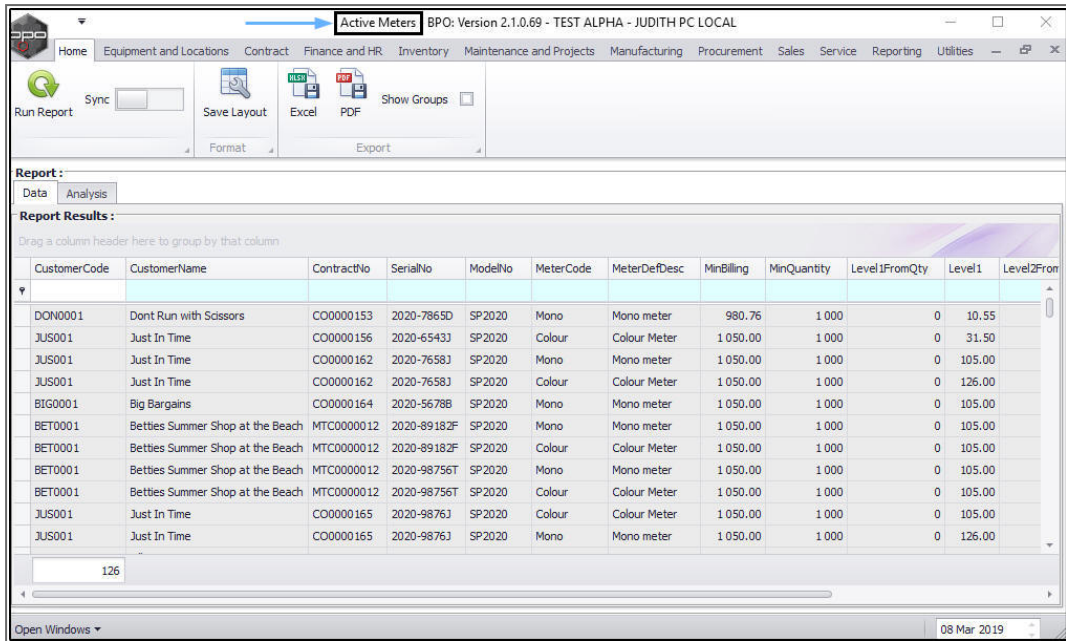 Active Meters BPO: Version 2.1.0.69 - TEST ALPHA - JUDITH PC LOCAL
bpo
Home Equipment and Locations Contract Finance and HR Inventory Maintenance and Projects Manufacturing Procurement Sales Service Reporting Utilities
XLSX PDF
Sync Show Groups
Run Report Save Layout Excel PDF
Format Export
Report :
Data Analysis
Report Results :
Drag a column header here to group by that column
CustomerCode CustomerName ContractNo SerialNo ModelNo MeterCode MeterDefDesc MinBilling MinQuantity Level1FromQty Level1 Level2From
DON0001 Dont Run with Scissors CO0000153 2020-7865D SP2020 Mono Mono meter 980.76 1 000 0 10.55
JUS001 Just In Time CO0000156 2020-6543J SP2020 Colour Colour Meter 1 050.00 1 000 0 31.50
JUS001 Just In Time CO0000162 2020-7658J SP2020 Mono Mono meter 1 050.00 1 000 0 105.00
JUS001 Just In Time CO0000162 2020-7658J SP2020 Colour Colour Meter 1 050.00 1 000 0 126.00
BIG0001 Big Bargains CO0000164 2020-5678B SP2020 Mono Mono meter 1 050.00 1 000 0 105.00
BET0001 Betties Summer Shop at the Beach MTC0000012 2020-89182F SP2020 Mono Mono meter 1 050.00 1 000 0 105.00
BET0001 Betties Summer Shop at the Beach MTC0000012 2020-89182F SP2020 Colour Colour Meter 1 050.00 1 000 0 105.00
BET0001 Betties Summer Shop at the Beach MTC0000012 2020-98756T SP2020 Mono Mono meter 1 050.00 1 000 0 105.00
BET0001 Betties Summer Shop at the Beach MTC0000012 2020-98756T SP2020 Colour Colour Meter 1 050.00 1 000 0 105.00
JUS001 Just In Time CO0000165 2020-9876J SP2020 Colour Colour Meter 1 050.00 1 000 0 105.00
JUS001 Just In Time CO0000165 2020-9876J SP2020 Mono Mono meter 1 050.00 1 000 0 126.00
126
Open Windows 08 Mar 2019